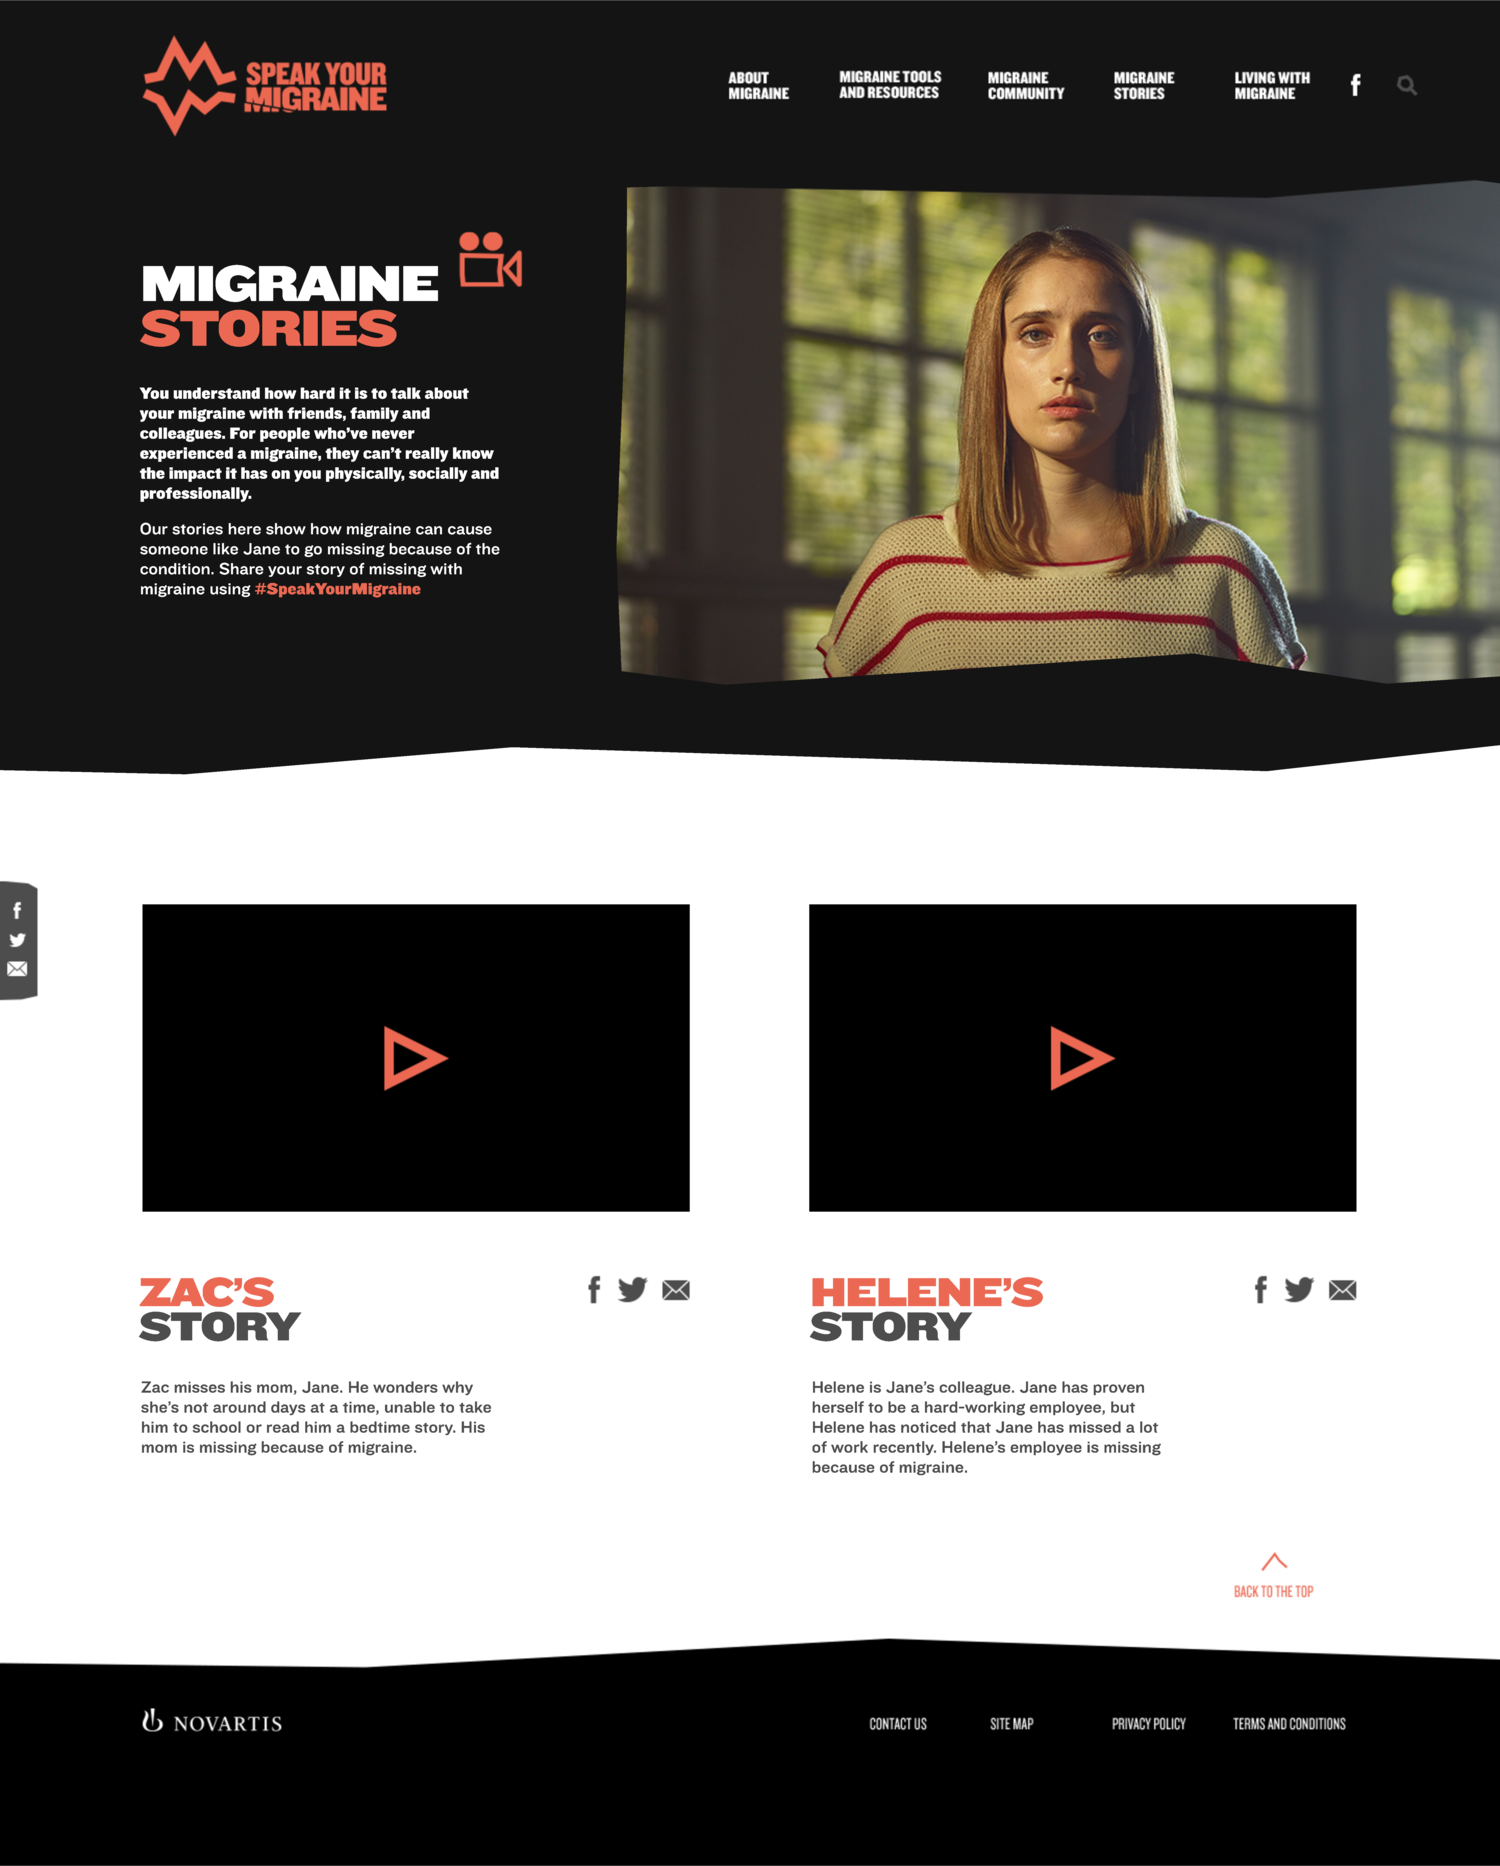 SPEAK YOUR
MIGRAINE
ABOUT
MIGRAINE
MIGRAINE TOOLS
AND RESOURCES
MIGRAINE
COMMUNITY
MIGRAINE
STORIES
LIVING WITH
MIGRAINE
MIGRAINE
STORIES
You understand how hard it is to talk about
your migraine with friends, family and
colleagues. For people who’ve never
experienced a migraine, they can’t really know
the impact it has on you physically, socially and
professionally.
Our stories here show how migraine can cause
someone like Jane to go missing because of the
condition. Share your story of missing with
migraine using #SpeakYourMigraine
ZAC’S
STORY
Zac misses his mom, Jane. He wonders why
she’s not around days at a time, unable to take
him to school or read him a bedtime story. His
mom is missing because of migraine.
HELENE’S
STORY
Helene is Jane’s colleague. Jane has proven
herself to be a hard-working employee, but
Helene has noticed that Jane has missed a lot
of work recently. Helene’s employee is missing
because of migraine.
BACK TO THE TOP
NOVARTIS
CONTACT US
SITE MAP
PRIVACY POLICY
TERMS AND CONDITIONS